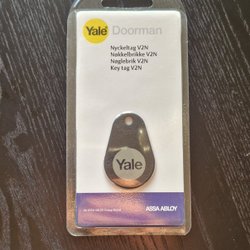 Yale Doorman
Nyckeltag V2N
Nøkkelbrikke V2N
Nøglebrik V2N
Key tag V2N
Yale
ASSA ABLOY